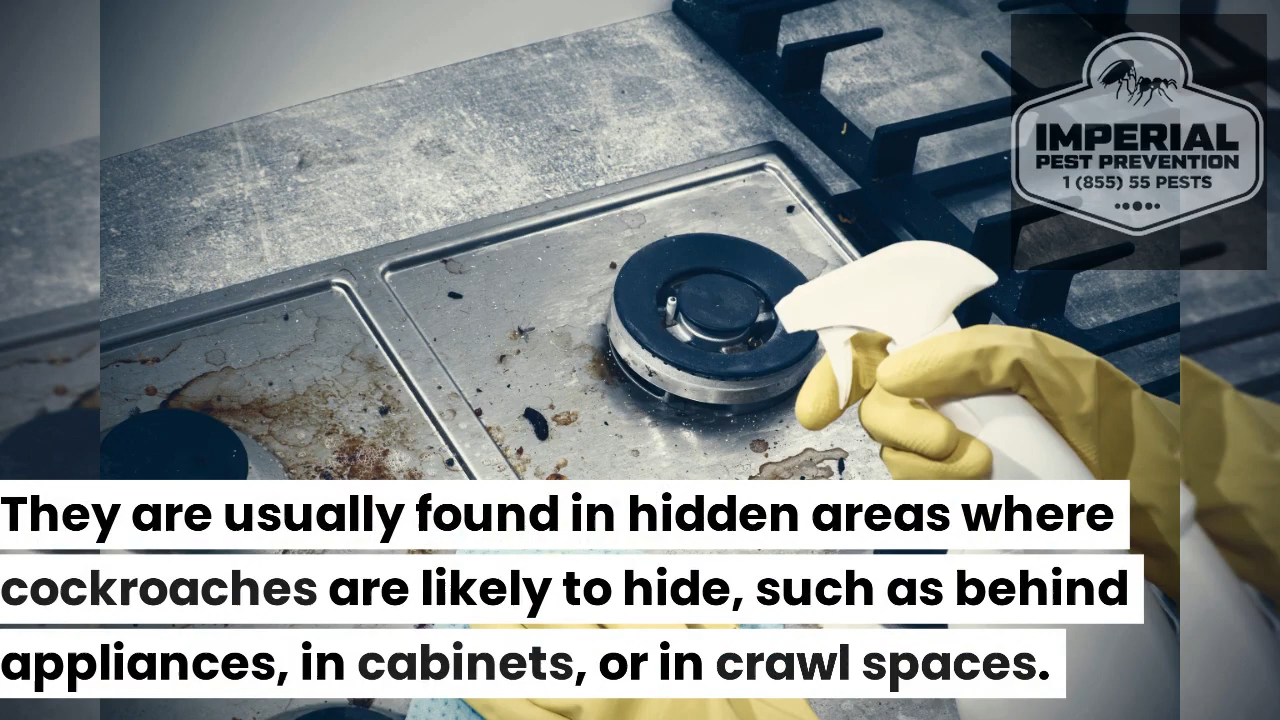 IMPERIAL
PEST PREVENTION
1 (855) 55 PESTS
They are usually found in hidden areas where
cockroaches are likely to hide, such as behind
appliances, in cabinets, or in crawl spaces.